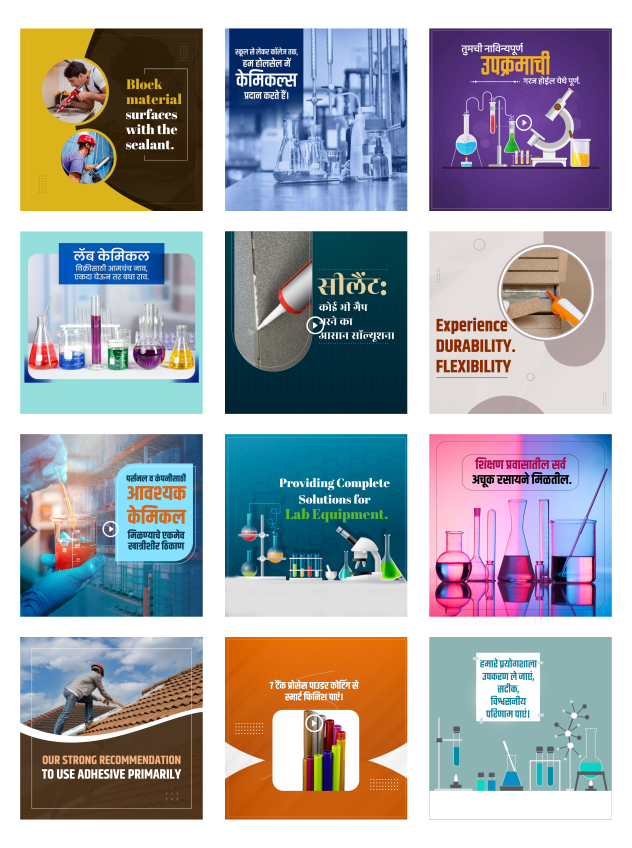 Block
material
surfaces
with the
sealant.
स्कूल से लेकर कॉलेज तक,
हम होलसेल में
केमिकल्स
प्रदान करते हैं।
तुमची नाविन्यपूर्ण
उपक्रमाची
गरज होईल येथे पूर्ण.
लॅब केमिकल
विक्रीसाठी आमचंच नाव,
एकदा येऊन तर बघा राव.
सीलेंट:
कोई भी गैप
भरने का
आसान सॉल्यूशन।
Experience
DURABILITY.
FLEXIBILITY
पर्सनल व कंपनीसाठी
आवश्यक
केमिकल
मिळण्याचे एकमेव
खात्रीशीर ठिकाण
Providing Complete
Solutions for
Lab Equipment.
शिक्षण प्रवासातील सर्व
अचूक रसायने मिळतील.
OUR STRONG RECOMMENDATION
TO USE ADHESIVE PRIMARILY
7 टैंक प्रोसेस पाउडर कोटिंग से
स्मार्ट फिनिश पाएं।
हमारे प्रयोगशाला
उपकरण ले जाएं,
सटीक,
विश्वसनीय
परिणाम पाएं।